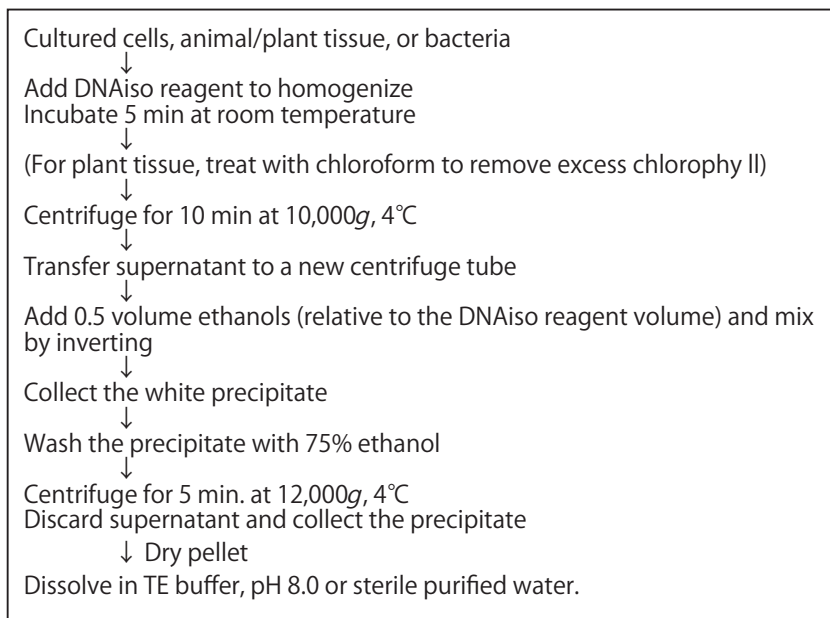 Cultured cells, animal/plant tissue, or bacteria
↓
Add DNAiso reagent to homogenize
Incubate 5 min at room temperature
↓
(For plant tissue, treat with chloroform to remove excess chlorophy ll)
↓
Centrifuge for 10 min at 10,000g, 4°C
↓
Transfer supernatant to a new centrifuge tube
↓
Add 0.5 volume ethanols (relative to the DNAiso reagent volume) and mix
by inverting
↓
Collect the white precipitate
↓
Wash the precipitate with 75% ethanol
↓
Centrifuge for 5 min. at 12,000g, 4°C
Discard supernatant and collect the precipitate
↓ Dry pellet
Dissolve in TE buffer, pH 8.0 or sterile purified water.